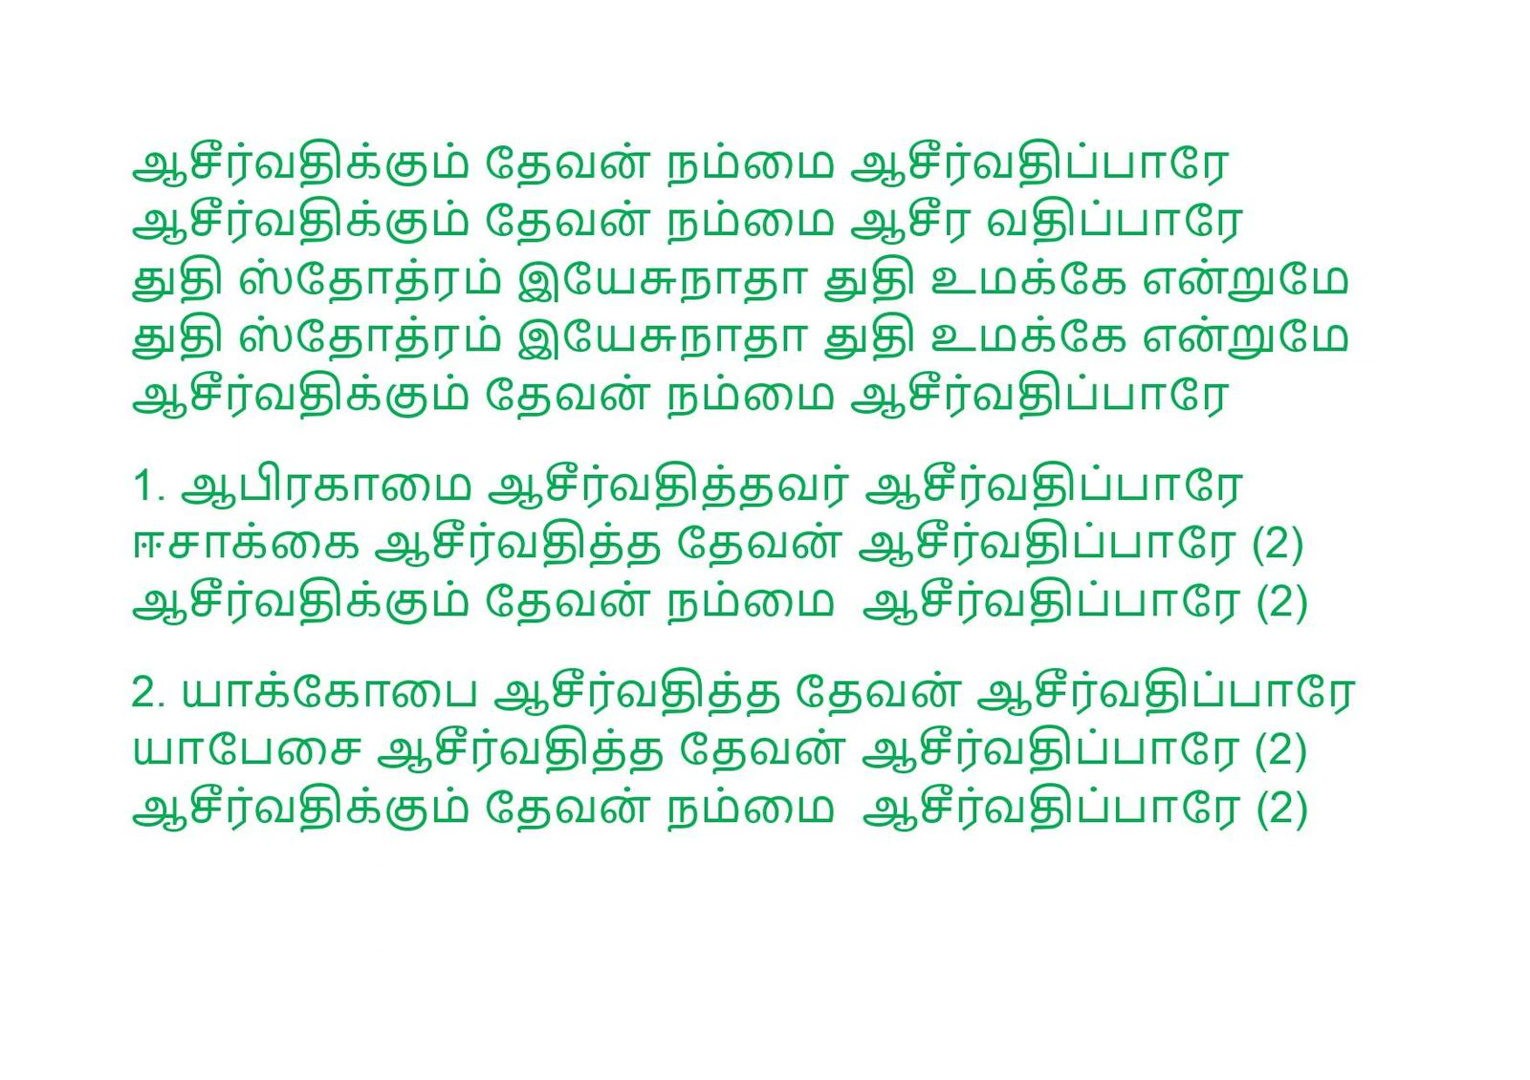 ஆசீர்வதிக்கும் தேவன் நம்மை ஆசீர்வதிப்பாரே
ஆசீர்வதிக்கும் தேவன் நம்மை ஆசீர வதிப்பாரே
துதி ஸ்தோத்ரம் இயேசுநாதா துதி உமக்கே என்றுமே
துதி ஸ்தோத்ரம் இயேசுநாதா துதி உமக்கே என்றுமே
ஆசீர்வதிக்கும் தேவன் நம்மை ஆசீர்வதிப்பாரே
1. ஆபிரகாமை ஆசீர்வதித்தவர் ஆசீர்வதிப்பாரே
ஈசாக்கை ஆசீர்வதித்த தேவன் ஆசீர்வதிப்பாரே (2)
ஆசீர்வதிக்கும் தேவன் நம்மை ஆசீர்வதிப்பாரே (2)
2. யாக்கோபை ஆசீர்வதித்த தேவன் ஆசீர்வதிப்பாரே
யாபேசை ஆசீர்வதித்த தேவன் ஆசீர்வதிப்பாரே (2)
ஆசீர்வதிக்கும் தேவன் நம்மை ஆசீர்வதிப்பாரே (2)